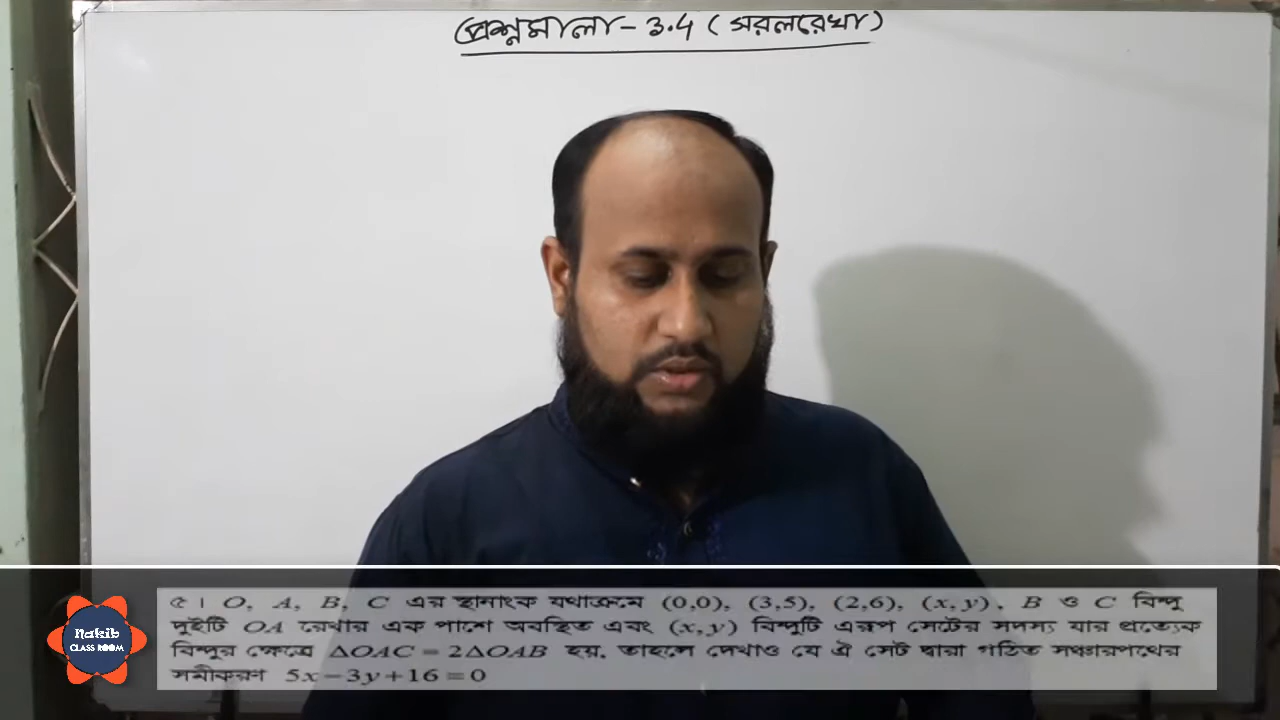 প্রশ্নমালা- ৩.4 ( সরলরেখা )
৫। O, A, B, C এর স্থানাংক যথাক্রমে (0,0), (3,5), (2,6), (x, y), B ও C বিন্দু
দুইটি OA রেখার এক পাশে অবস্থিত এবং (x, y) বিন্দুটি এরূপ সেটের সদস্য যার প্রত্যেক
বিন্দুর ক্ষেত্রে ΔOAC = 2ΔOAB হয়, তাহলে দেখাও যে ঐ সেট দ্বারা গঠিত সঞ্চারপথের
সমীকরণ 5x−3y+16 =0
Nakib
CLASS ROOM